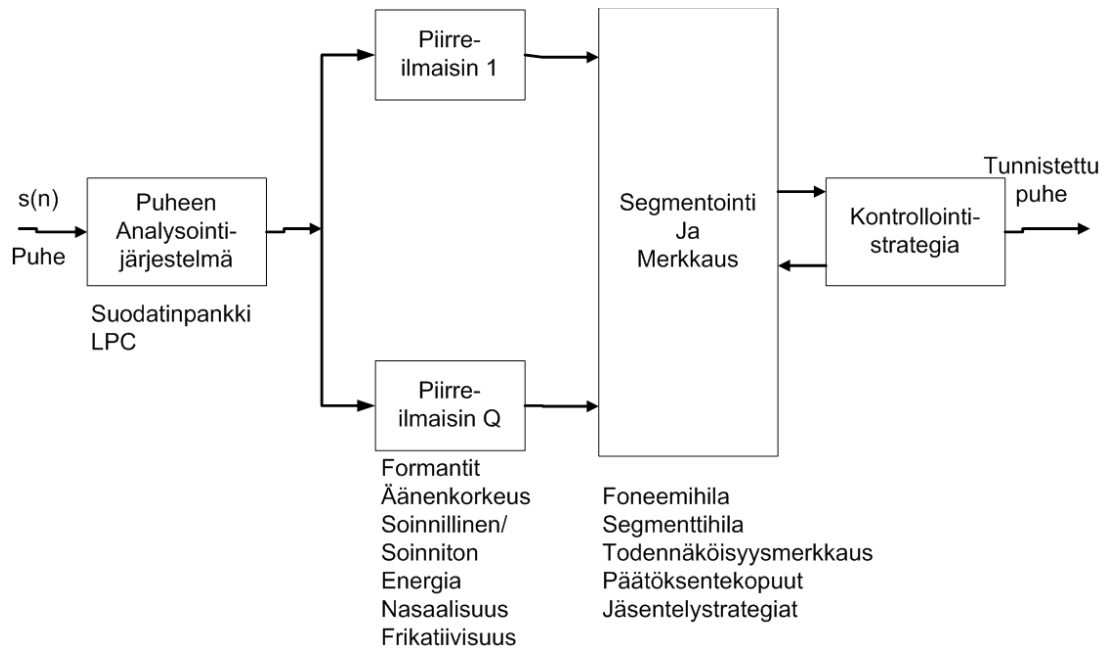 s(n)
Puhe
Puheen
Analysointi-
järjestelmä
Suodatinpankki
LPC
Piirre-
ilmaisin 1
Piirre-
ilmaisin Q
Formantit
Äänenkorkeus
Soinnillinen/
Soinniton
Energia
Nasaalisuus
Frikatiivisuus
Segmentointi
Ja
Merkkaus
Foneemihila
Segmenttihila
Todennäköisyysmerkkaus
Päätöksentekopuut
Jäsentelystrategiat
Kontrollointi-
strategia
Tunnistettu
puhe